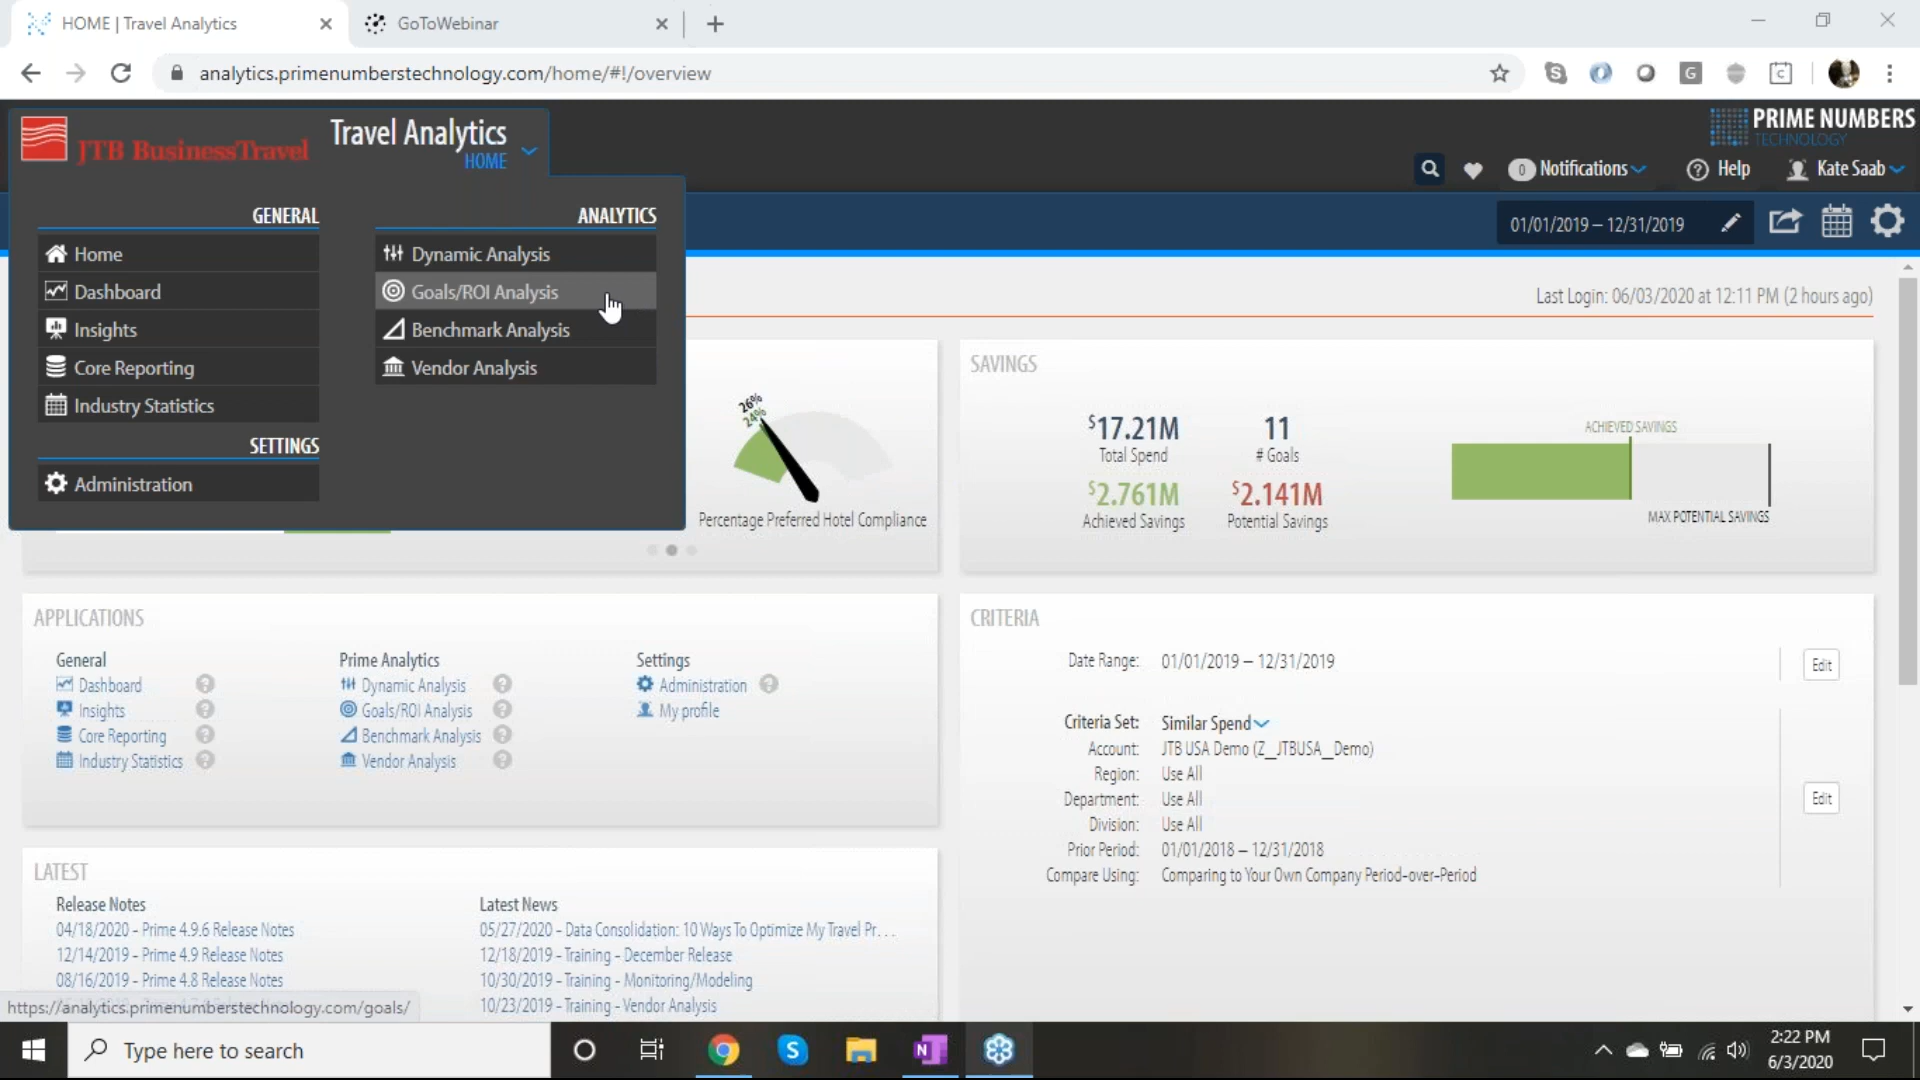 HOME | Travel Analytics
GoToWebinar
analytics.primenumberstechnology.com/home/#!/overview
JTB BusinessTravel
Travel Analytics
HOME
PRIME NUMBERS
TECHNOLOGY
0 Notifications
Help
Kate Saab
01/01/2019 – 12/31/2019
GENERAL
Home
Dashboard
Insights
Core Reporting
Industry Statistics
SETTINGS
Administration
ANALYTICS
Dynamic Analysis
Goals/ROI Analysis
Benchmark Analysis
Vendor Analysis
Last Login: 06/03/2020 at 12:11 PM (2 hours ago)
26%
24%
Percentage Preferred Hotel Compliance
SAVINGS
$17.21M
Total Spend
11
# Goals
$2.761M
Achieved Savings
$2.141M
Potential Savings
ACHIEVED SAVINGS
MAX POTENTIAL SAVINGS
APPLICATIONS
General
Dashboard
Insights
Core Reporting
Industry Statistics
Prime Analytics
Dynamic Analysis
Goals/ROI Analysis
Benchmark Analysis
Vendor Analysis
Settings
Administration
My profile
CRITERIA
Date Range: 01/01/2019 – 12/31/2019
Edit
Criteria Set: Similar Spend
Account: JTB USA Demo (Z__JTBUSA__Demo)
Region: Use All
Department: Use All
Edit
Division: Use All
Prior Period: 01/01/2018 – 12/31/2018
Compare Using: Comparing to Your Own Company Period-over-Period
LATEST
Release Notes
04/18/2020 - Prime 4.9.6 Release Notes
12/14/2019 - Prime 4.9 Release Notes
08/16/2019 - Prime 4.8 Release Notes
Latest News
05/27/2020 - Data Consolidation: 10 Ways To Optimize My Travel Pr...
12/18/2019 - Training - December Release
10/30/2019 - Training - Monitoring/Modeling
10/23/2019 - Training - Vendor Analysis
https://analytics.primenumberstechnology.com/goals/
Type here to search
2:22 PM
6/3/2020